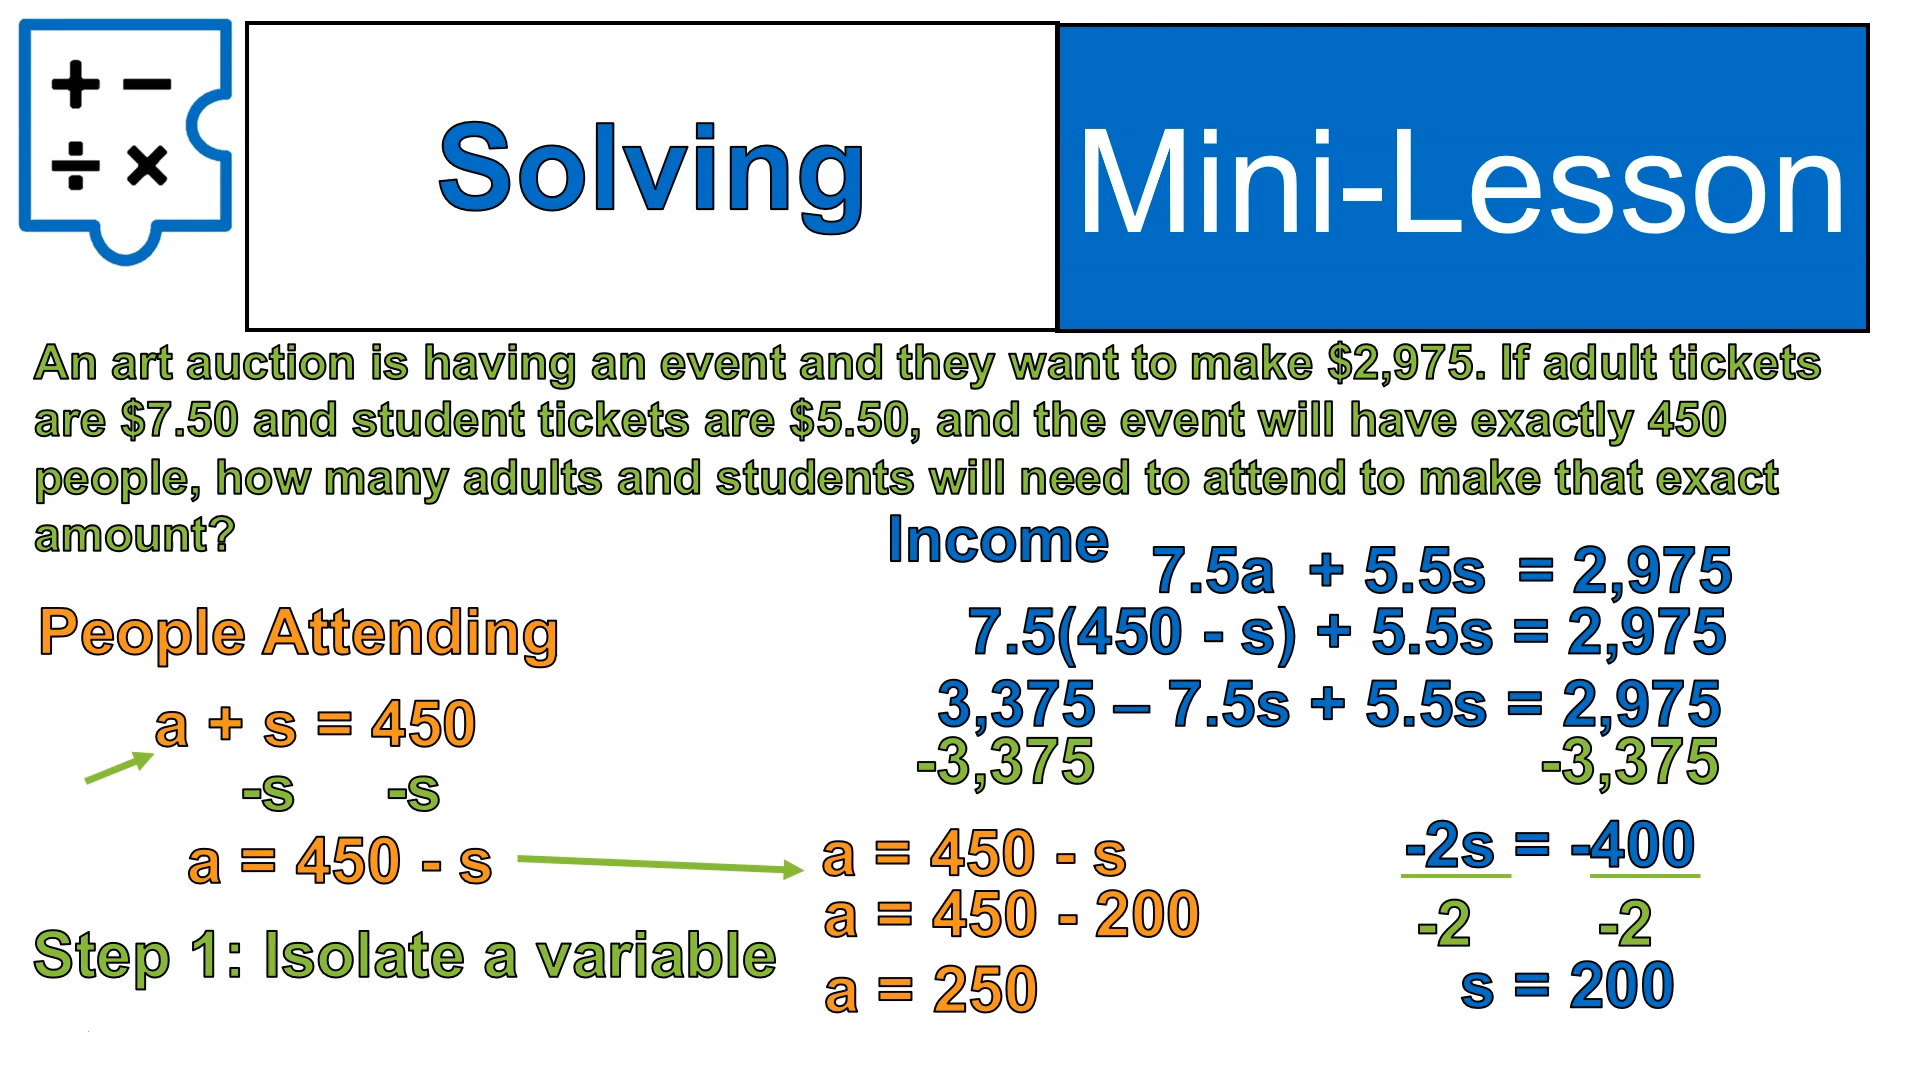 + −
÷ ×
Solving
Mini-Lesson
An art auction is having an event and they want to make $2,975. If adult tickets
are $7.50 and student tickets are $5.50, and the event will have exactly 450
people, how many adults and students will need to attend to make that exact
amount?
People Attending
a + s = 450
-s -s
a = 450 - s
Step 1: Isolate a variable
Income
7.5a + 5.5s = 2,975
7.5(450 - s) + 5.5s = 2,975
3,375 – 7.5s + 5.5s = 2,975
-3,375 -3,375
-2s = -400
-2 -2
s = 200
a = 450 - s
a = 450 - 200
a = 250